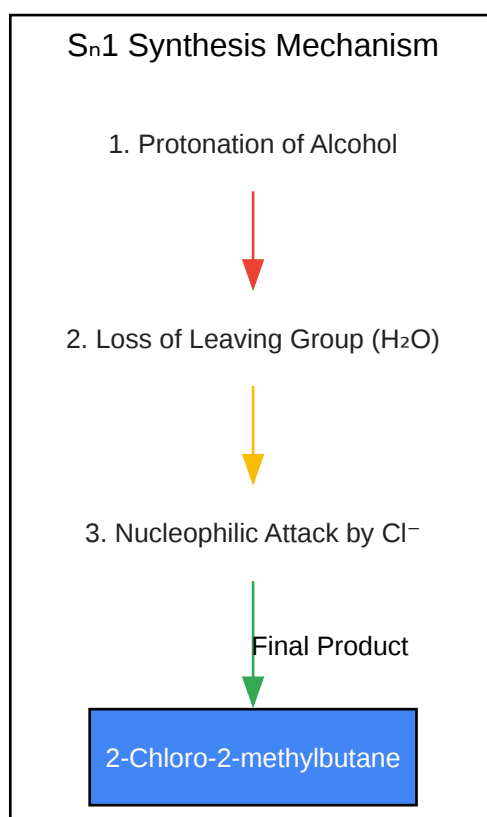 Sₙ1 Synthesis Mechanism
1. Protonation of Alcohol
2. Loss of Leaving Group (H₂O)
3. Nucleophilic Attack by Cl⁻
Final Product
2-Chloro-2-methylbutane